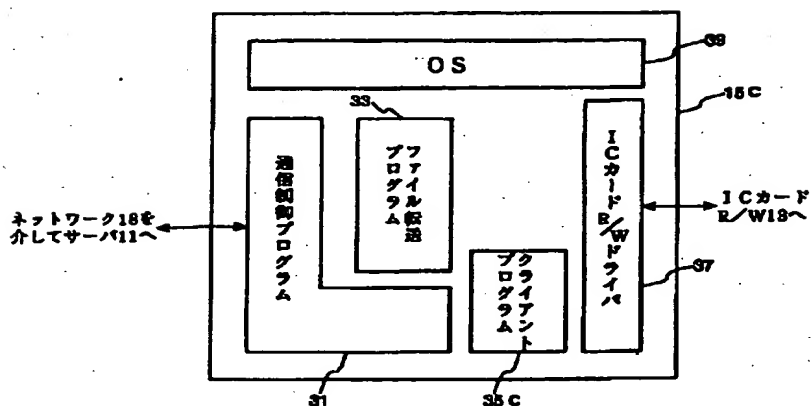 OS
39
15C
33
通信制御プログラム
ファイル転送
プログラム
クライアント
プログラム
ICカードR/Wドライバ
ネットワーク18を
介してサーバ11へ
ICカード
R/W13へ
37
31
35C